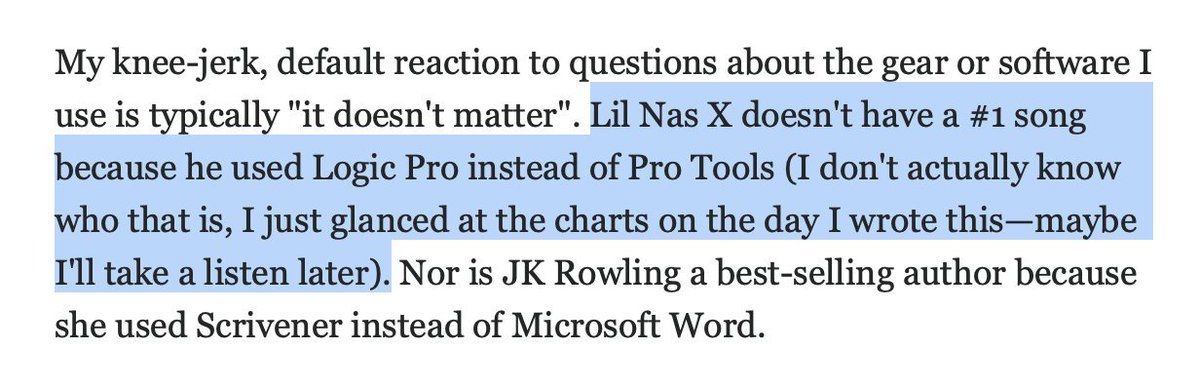 My knee-jerk, default reaction to questions about the gear or software I
use is typically "it doesn't matter". Lil Nas X doesn't have a #1 song
because he used Logic Pro instead of Pro Tools (I don't actually know
who that is, I just glanced at the charts on the day I wrote this—maybe
I'll take a listen later). Nor is JK Rowling a best-selling author because
she used Scrivener instead of Microsoft Word.